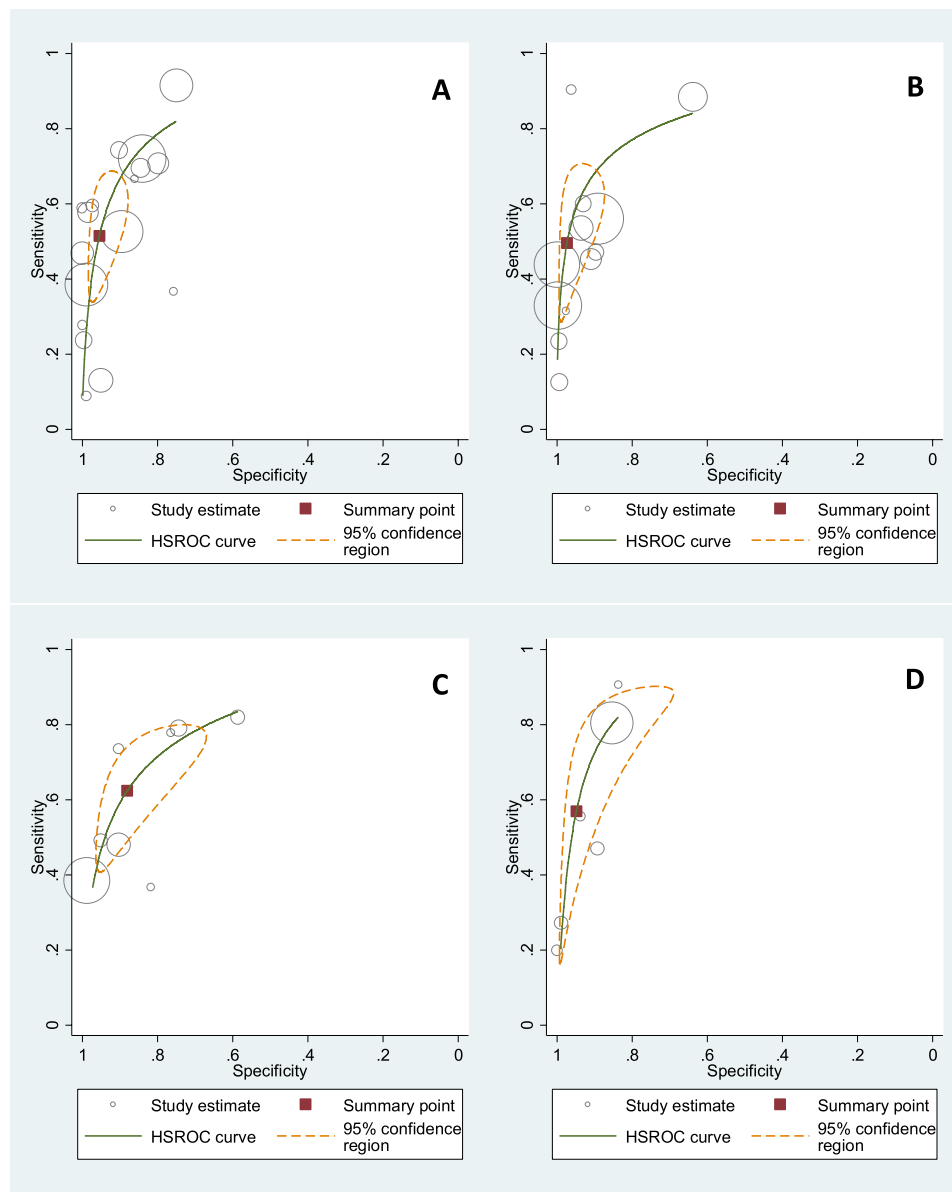 A
1
.8
.6
.4
.2
0
Sensitivity
1 .8 .6 .4 .2 0
Specificity
Study estimate Summary point
HSROC curve 95% confidence
region
B
1
.8
.6
.4
.2
0
Sensitivity
1 .8 .6 .4 .2 0
Specificity
Study estimate Summary point
HSROC curve 95% confidence
region
C
1
.8
.6
.4
.2
0
Sensitivity
1 .8 .6 .4 .2 0
Specificity
Study estimate Summary point
HSROC curve 95% confidence
region
D
1
.8
.6
.4
.2
0
Sensitivity
1 .8 .6 .4 .2 0
Specificity
Study estimate Summary point
HSROC curve 95% confidence
region